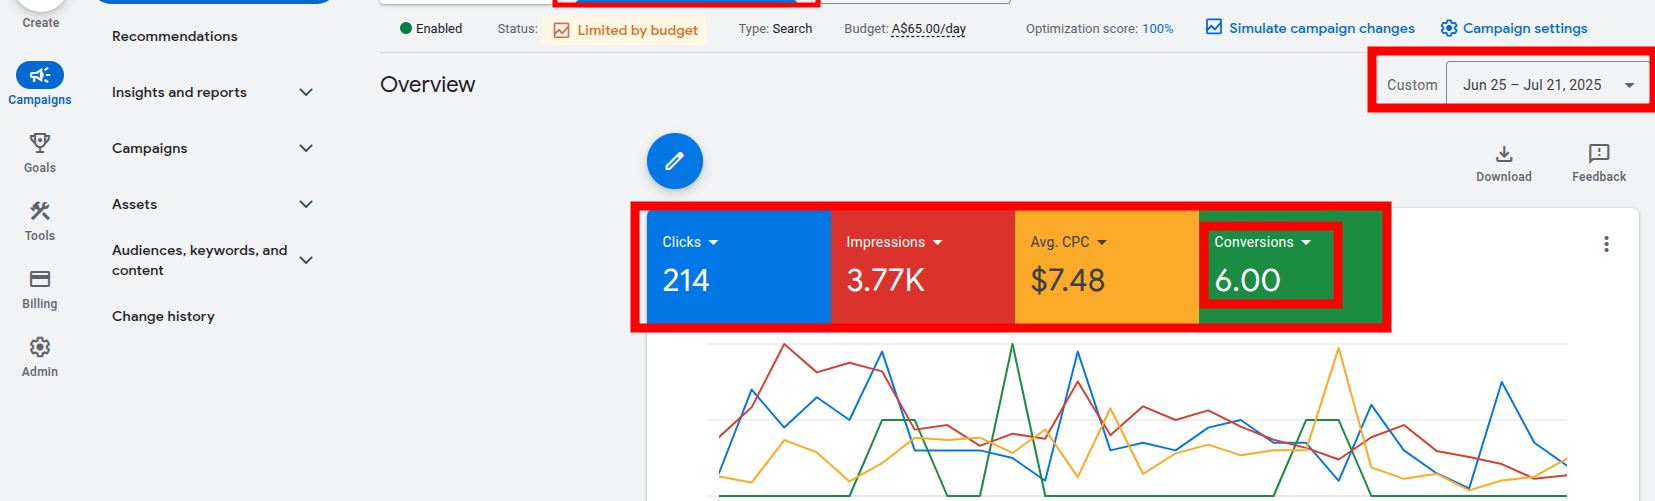 Create
Campaigns
Goals
Tools
Billing
Admin
Recommendations
Insights and reports
Campaigns
Assets
Audiences, keywords, and
content
Change history
Enabled
Status: Limited by budget
Type: Search
Budget: A$65.00/day
Optimization score: 100%
Simulate campaign changes
Campaign settings
Overview
Custom
Jun 25 – Jul 21, 2025
Download
Feedback
Clicks
214
Impressions
3.77K
Avg. CPC
$7.48
Conversions
6.00